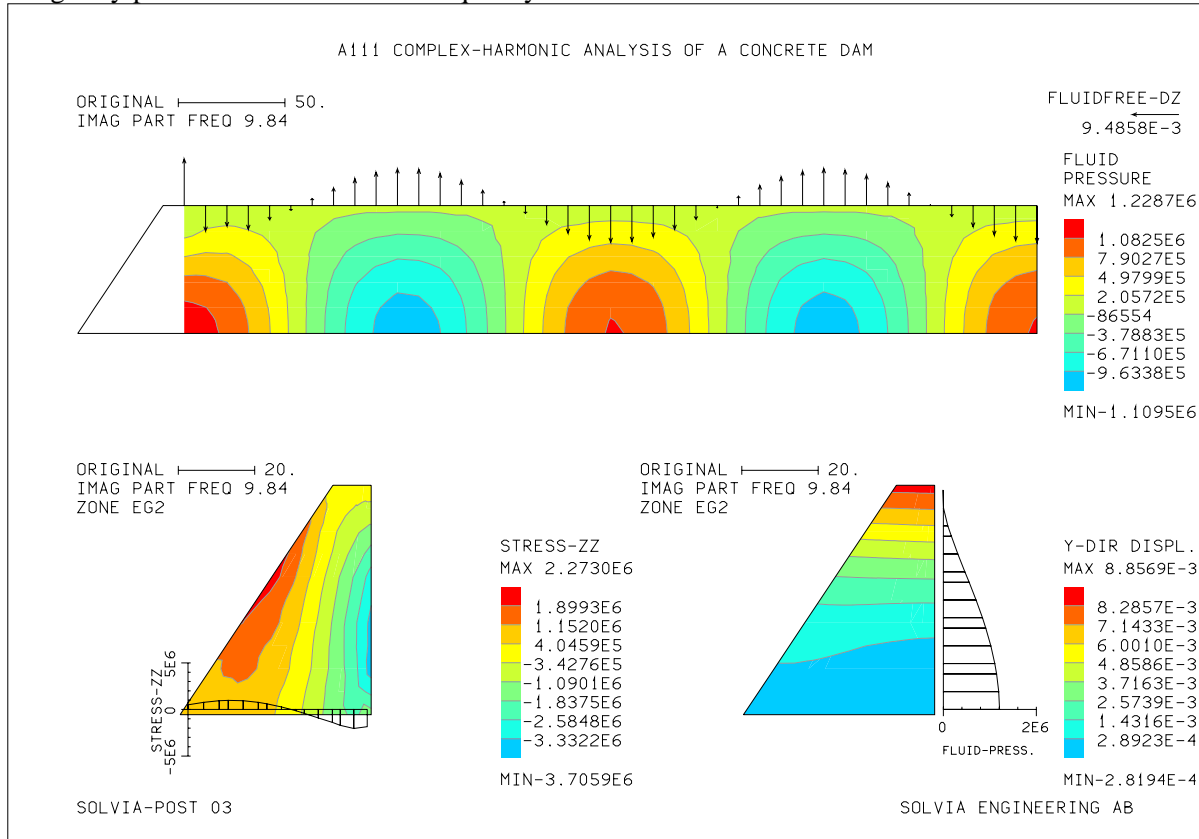 A111 COMPLEX-HARMONIC ANALYSIS OF A CONCRETE DAM
ORIGINAL 50.
IMAG PART FREQ 9.84
FLUIDFREE-DZ
9.4858E-3
FLUID
PRESSURE
MAX 1.2287E6
1.0825E6
7.9027E5
4.9799E5
2.0572E5
-86554
-3.7883E5
-6.7110E5
-9.6338E5
MIN-1.1095E6
ORIGINAL 20.
IMAG PART FREQ 9.84
ZONE EG2
STRESS-ZZ
MAX 2.2730E6
1.8993E6
1.1520E6
4.0459E5
-3.4276E5
-1.0901E6
-1.8375E6
-2.5848E6
-3.3322E6
MIN-3.7059E6
STRESS-ZZ
5E6
0
-5E6
ORIGINAL 20.
IMAG PART FREQ 9.84
ZONE EG2
0 2E6
FLUID-PRESS.
Y-DIR DISPL.
MAX 8.8569E-3
8.2857E-3
7.1433E-3
6.0010E-3
4.8586E-3
3.7163E-3
2.5739E-3
1.4316E-3
2.8923E-4
MIN-2.8194E-4
SOLVIA-POST 03
SOLVIA ENGINEERING AB